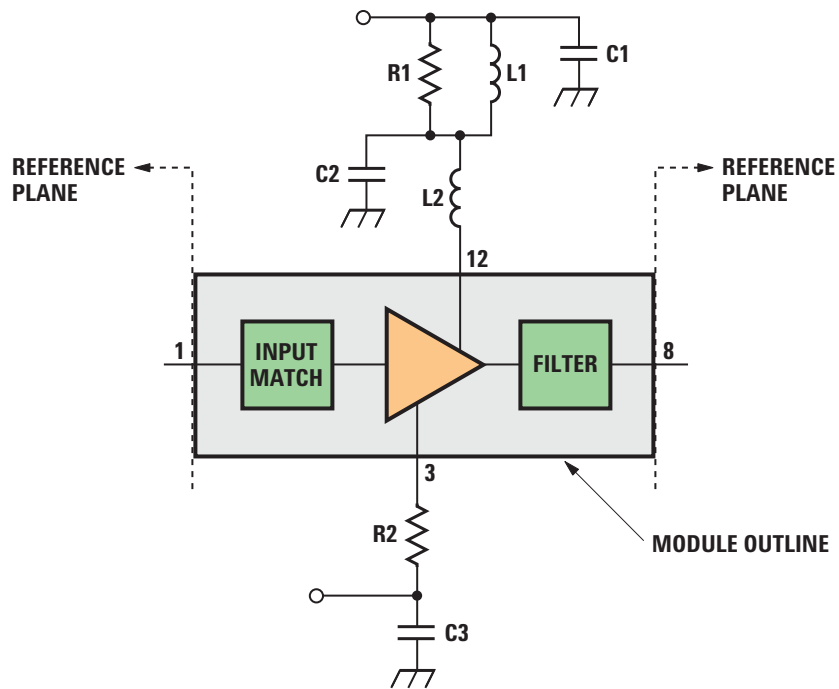 R1
L1
C1
REFERENCE
PLANE
C2
L2
REFERENCE
PLANE
12
1
INPUT
MATCH
FILTER
8
3
R2
MODULE OUTLINE
C3